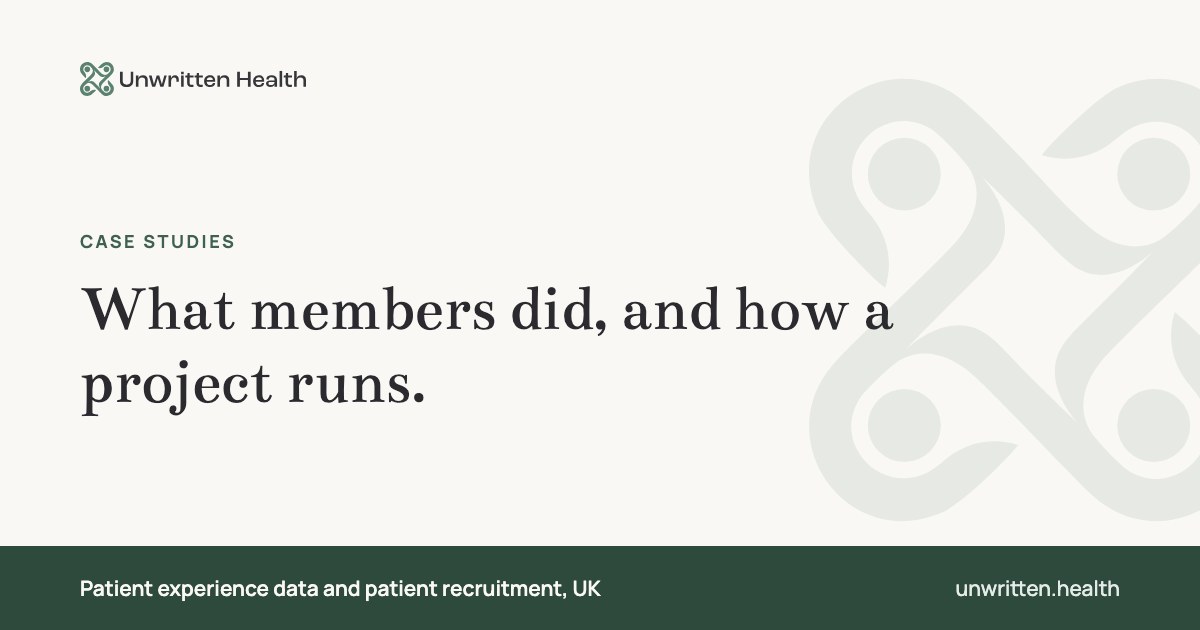 Unwritten Health
CASE STUDIES
What members did, and how a
project runs.
Patient experience data and patient recruitment, UK
unwritten.health